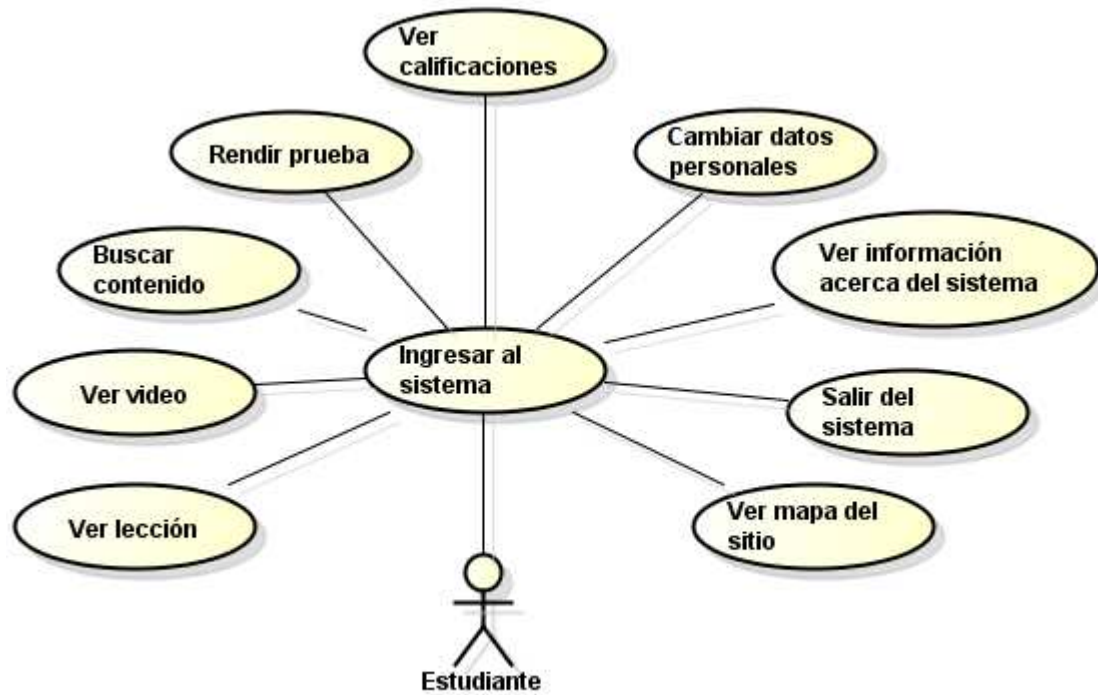 Ver
calificaciones
Rendir prueba
Cambiar datos
personales
Buscar
contenido
Ver información
acerca del sistema
Ingresar al
sistema
Ver video
Salir del
sistema
Ver lección
Ver mapa del
sitio
Estudiante